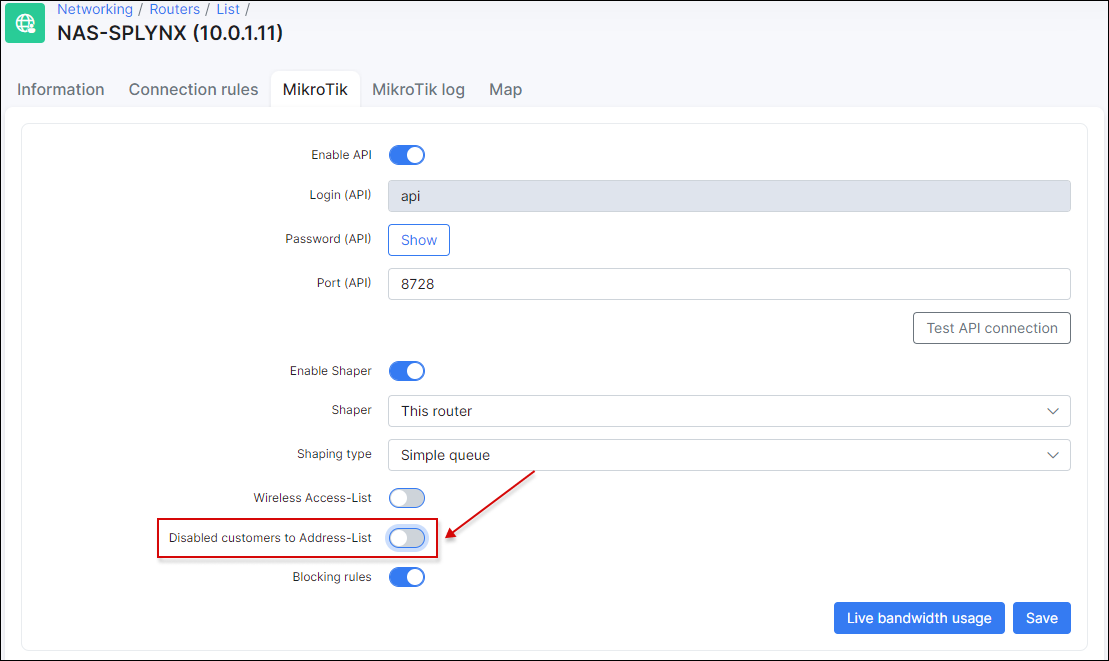 Networking / Routers / List /
NAS-SPLYNX (10.0.1.11)
Information Connection rules MikroTik MikroTik log Map
Enable API
Login (API) api
Password (API) Show
Port (API) 8728
Test API connection
Enable Shaper
Shaper This router
Shaping type Simple queue
Wireless Access-List
Disabled customers to Address-List
Blocking rules
Live bandwidth usage Save